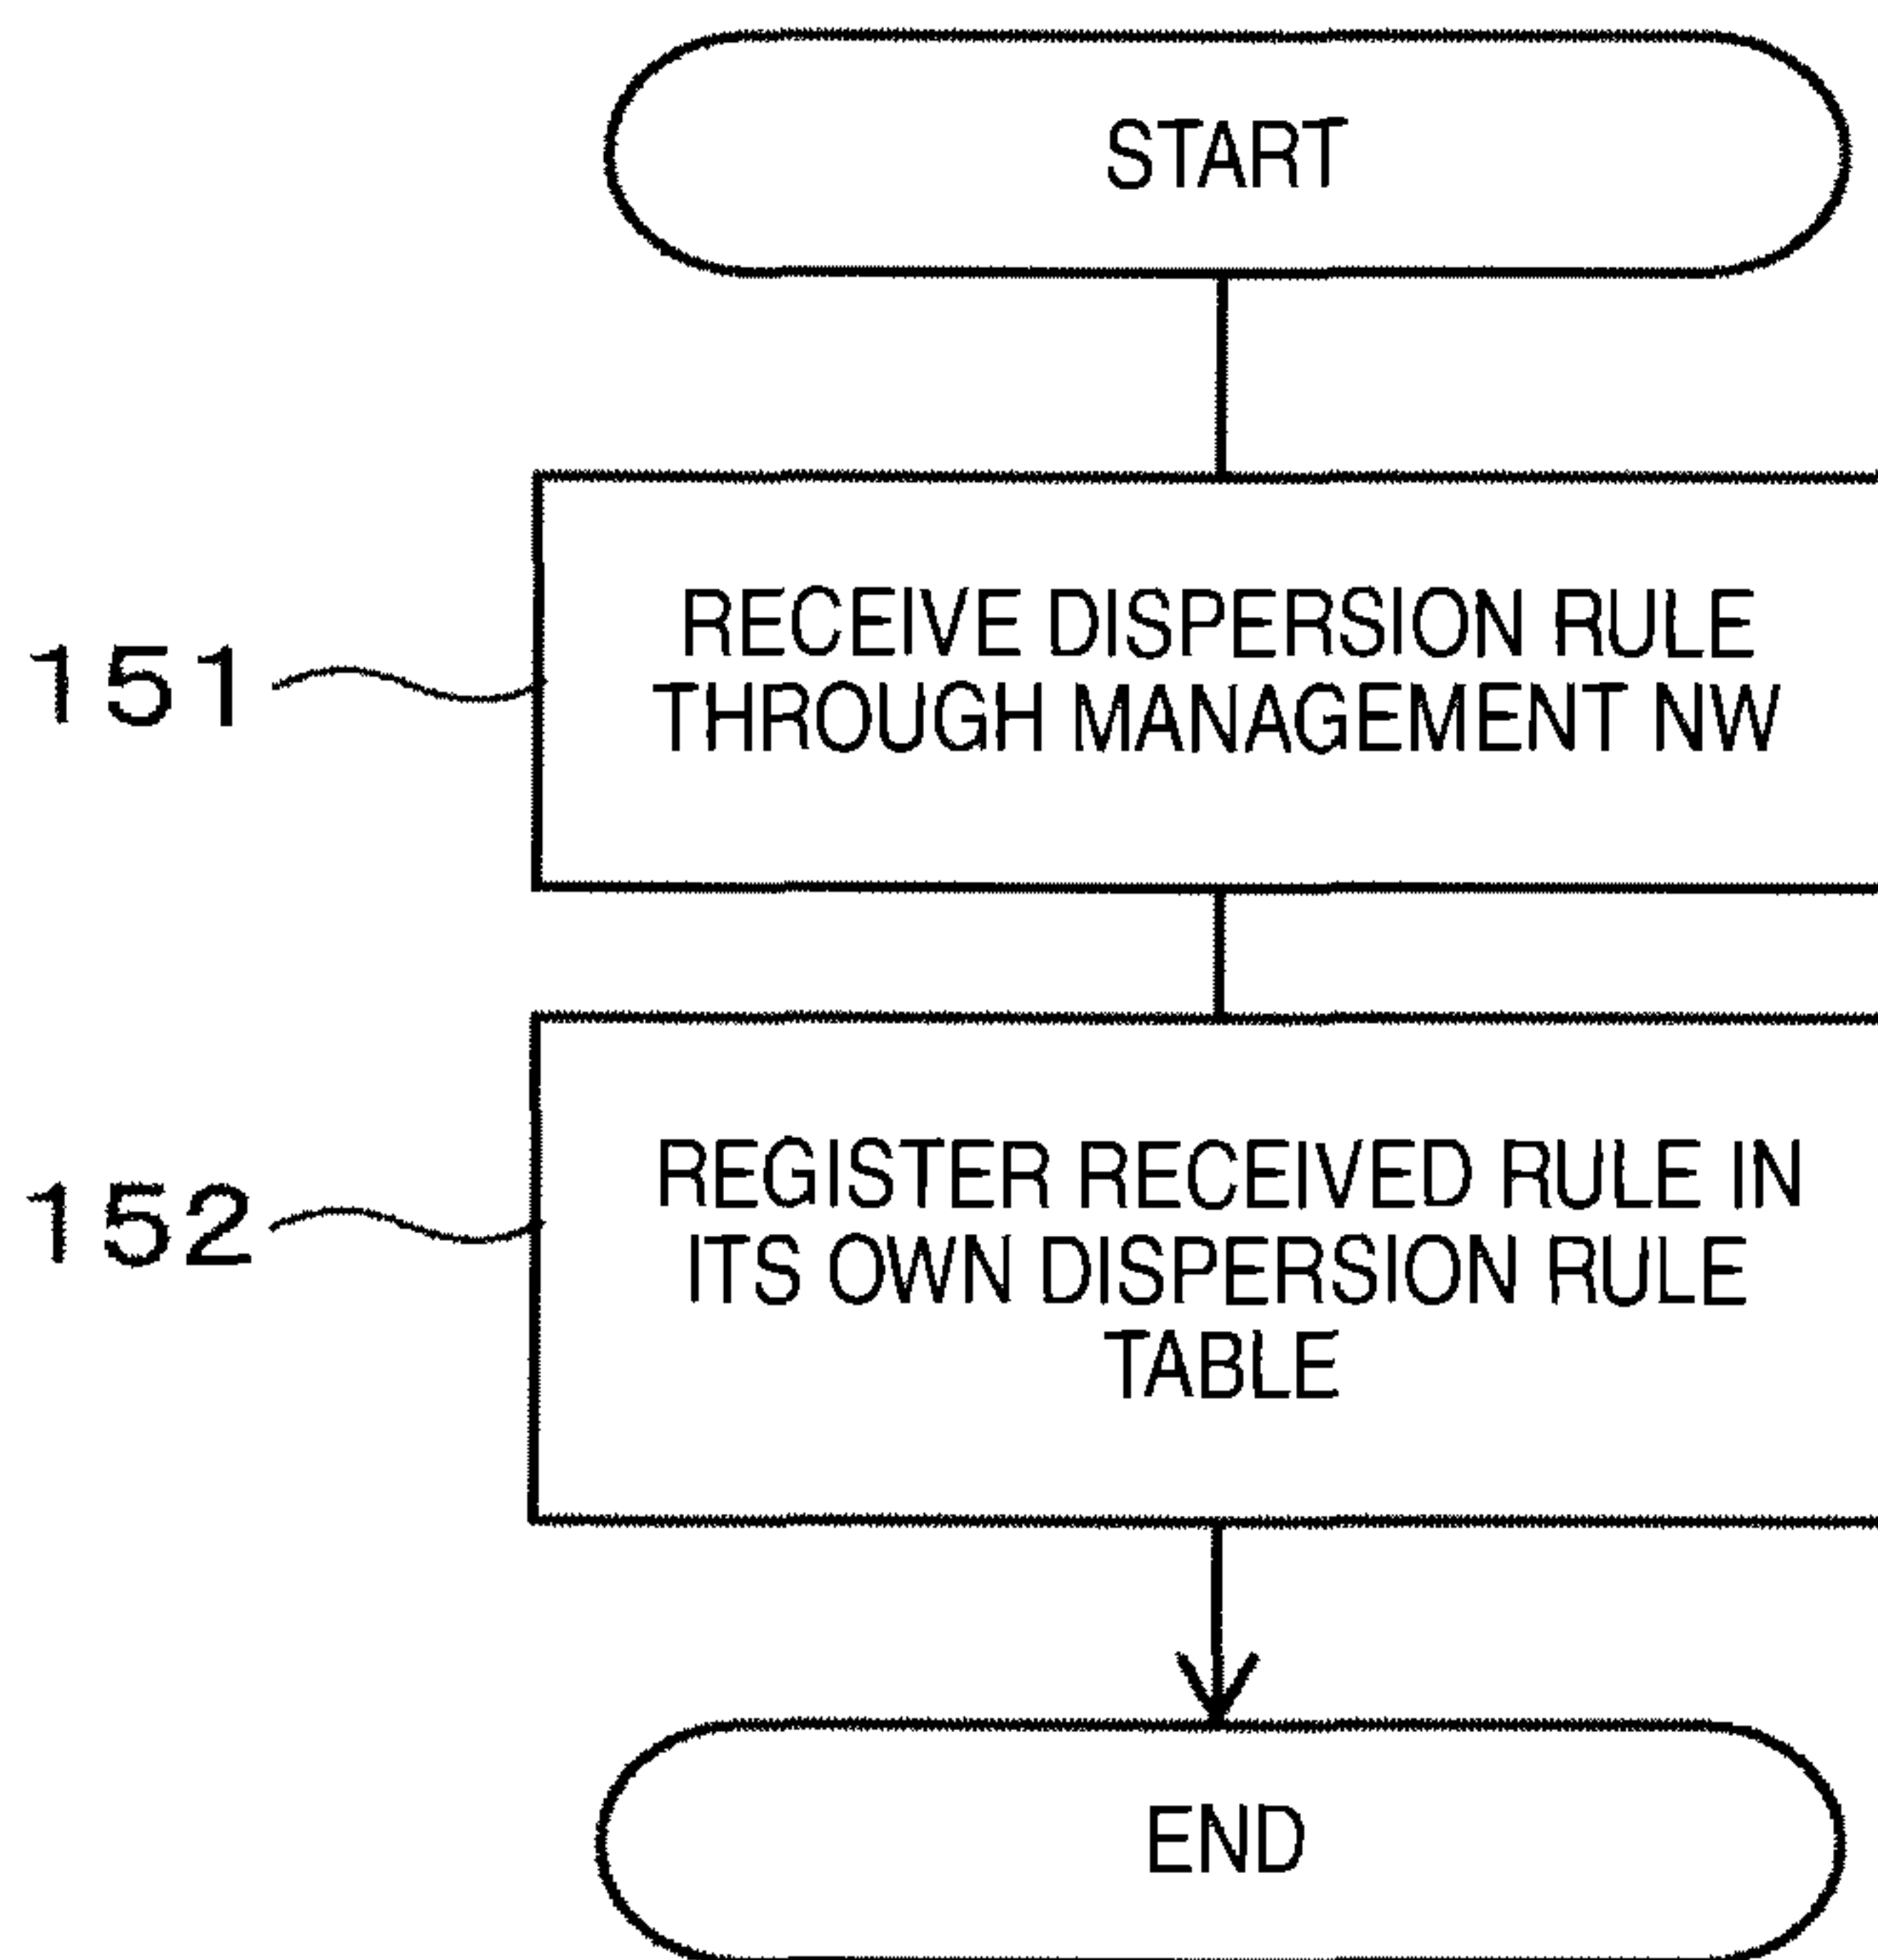 START
151
RECEIVE DISPERSION RULE
THROUGH MANAGEMENT NW
152
REGISTER RECEIVED RULE IN
ITS OWN DISPERSION RULE
TABLE
END